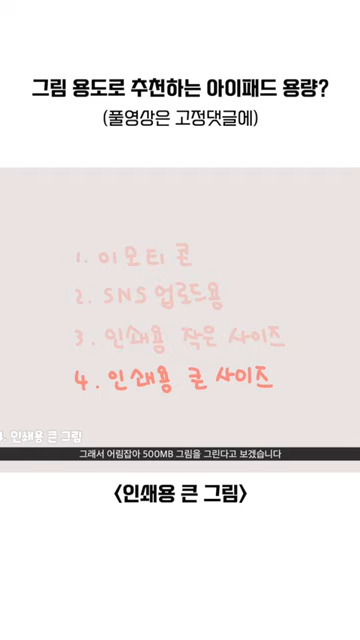 그림 용도로 추천하는 아이패드 용량?
(풀영상은 고정댓글에)
1. 이모티콘
2. SNS 업로드용
3. 인쇄용 작은 사이즈
4. 인쇄용 큰 사이즈
4. 인쇄용 큰 그림
그래서 어림잡아 500MB 그림을 그린다고 보겠습니다
<인쇄용 큰 그림>